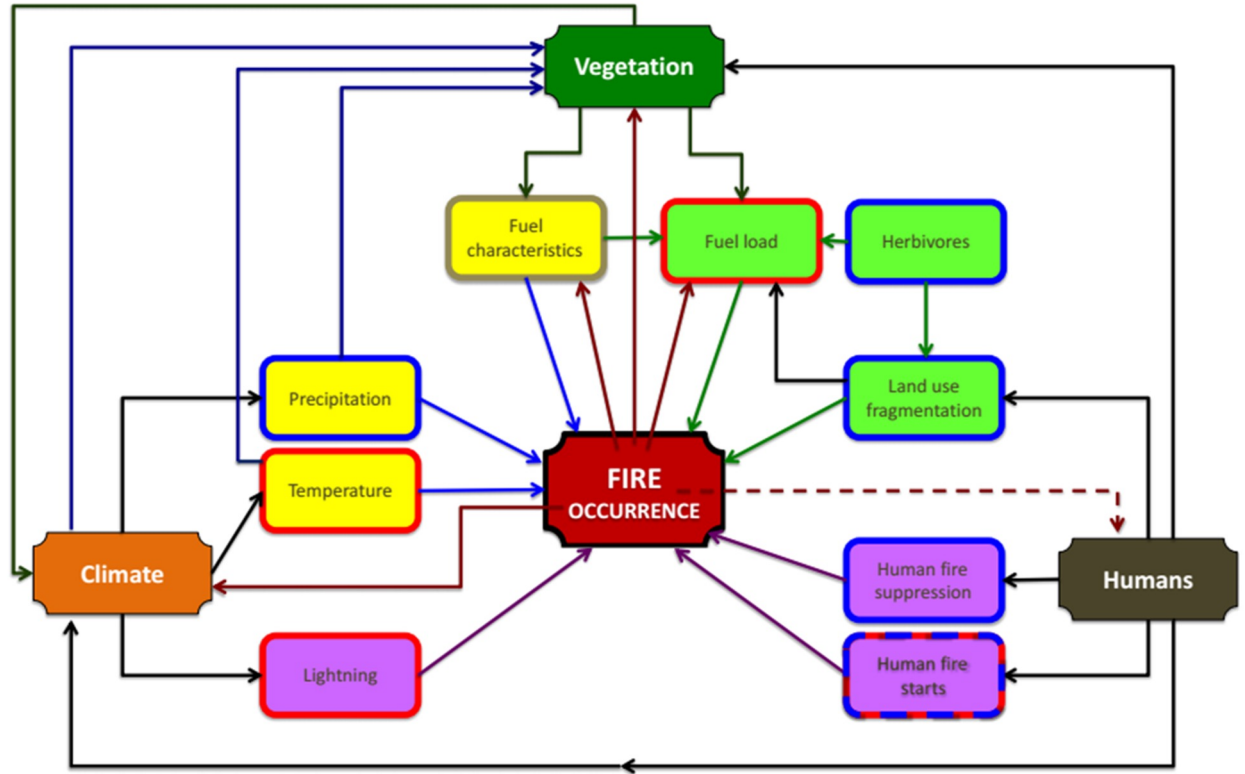 Vegetation
Fuel
characteristics
Fuel load
Herbivores
Precipitation
Land use
fragmentation
Temperature
FIRE
OCCURRENCE
Climate
Human fire
suppression
Humans
Lightning
Human fire
starts